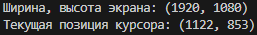 Ширина, высота экрана: (1920, 1080)
Текущая позиция курсора: (1122, 853)